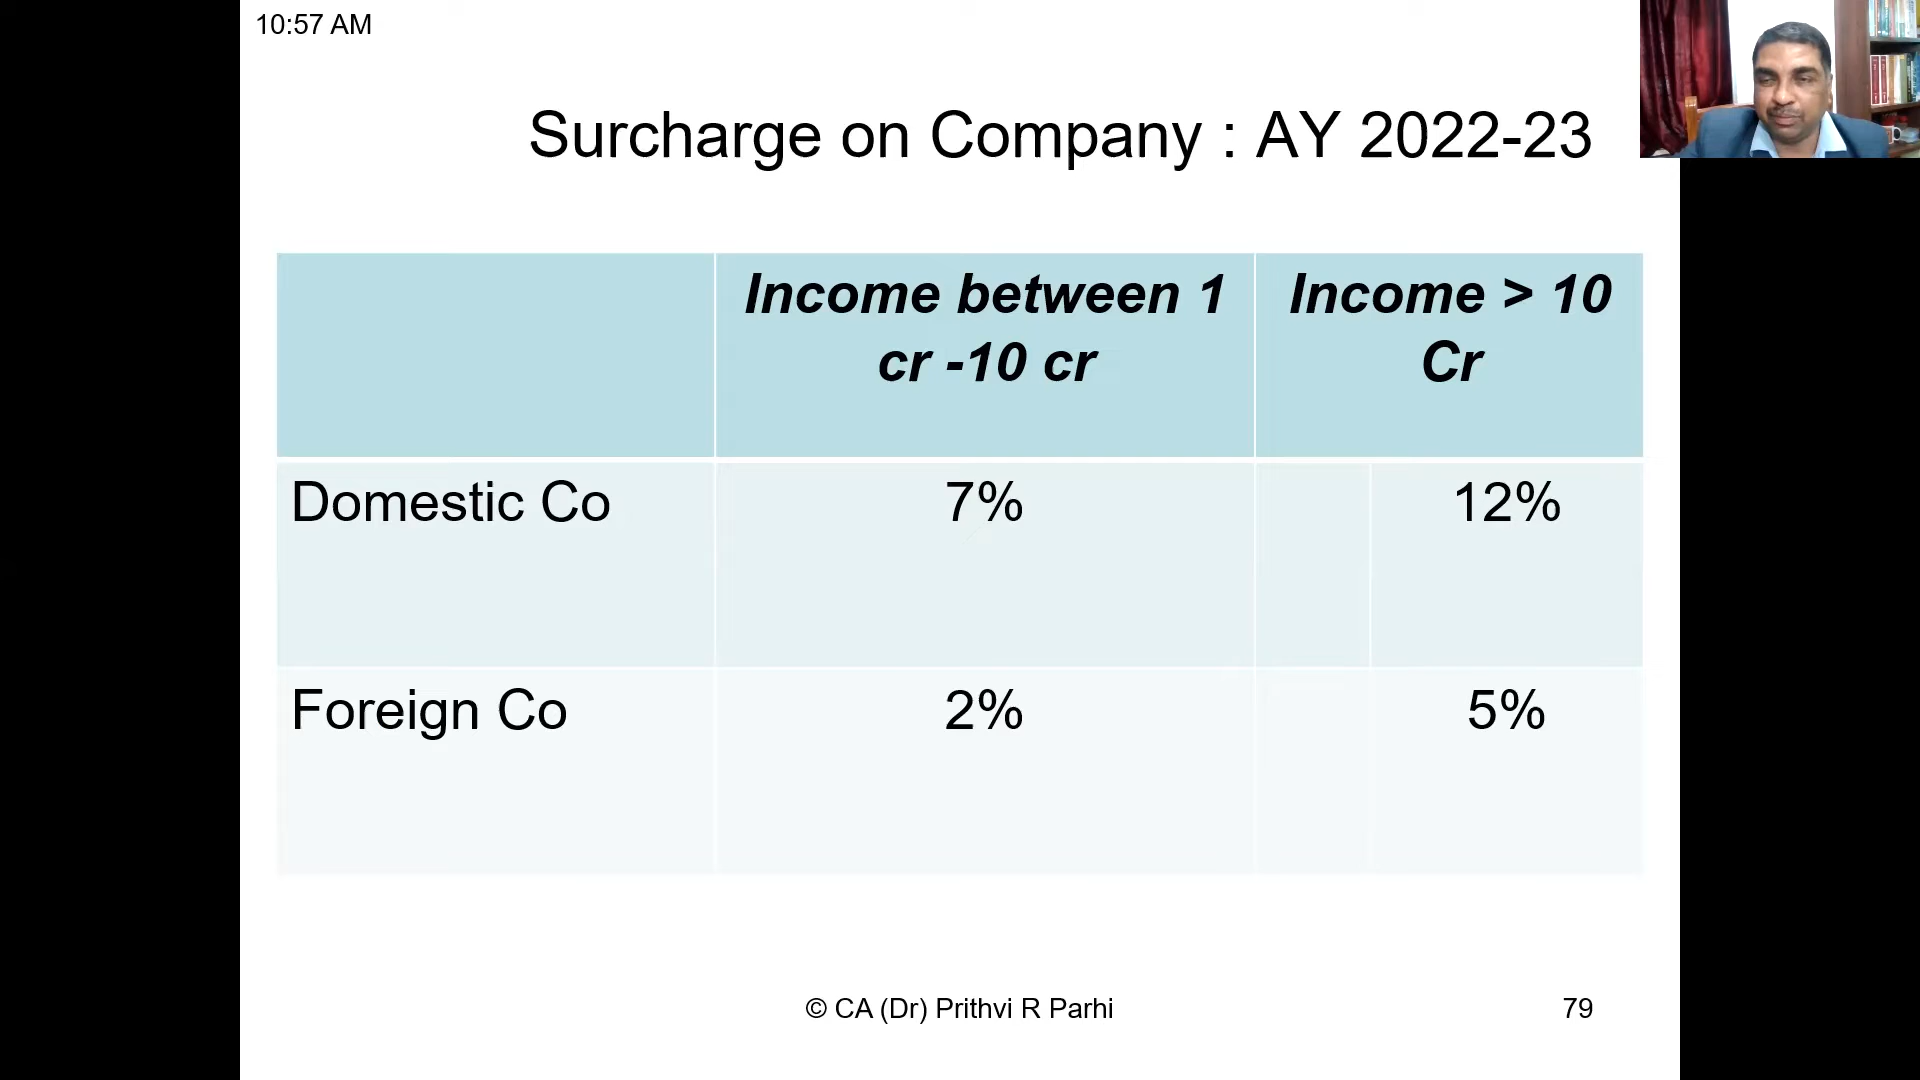 10:57 AM
Surcharge on Company : AY 2022-23
Income between 1
cr -10 cr
Income > 10
Cr
Domestic Co
7%
12%
Foreign Co
2%
5%
© CA (Dr) Prithvi R Parhi
79